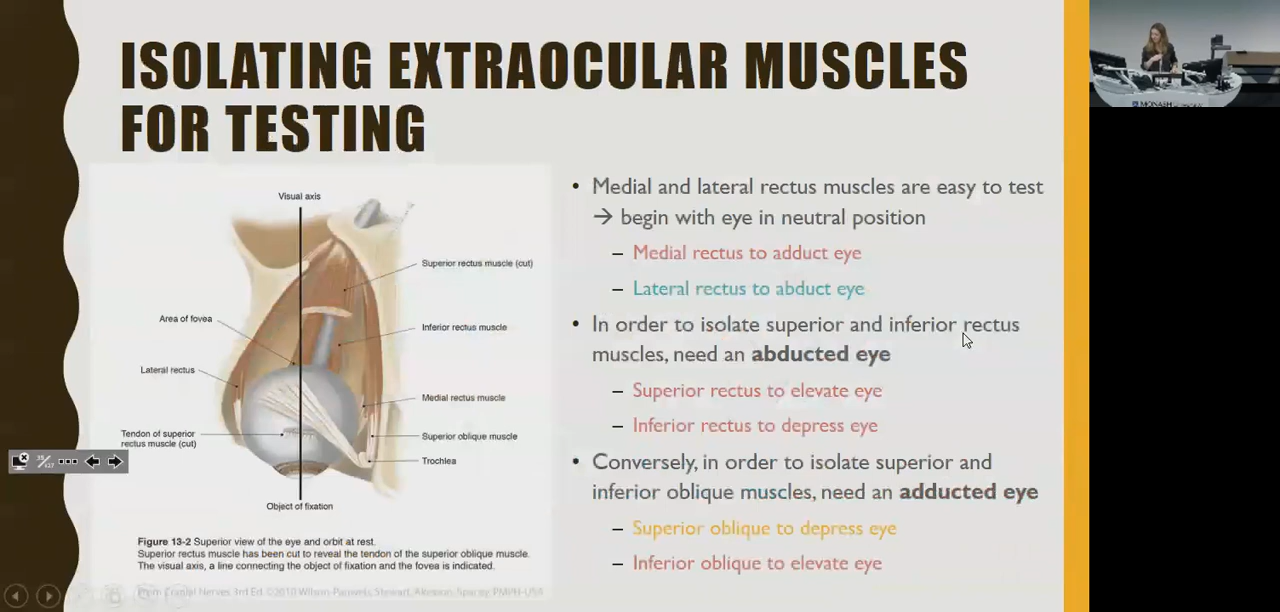 ISOLATING EXTRAOCULAR MUSCLES
FOR TESTING
Visual axis
Superior rectus muscle (cut)
Area of fovea
Inferior rectus muscle
Lateral rectus
Medial rectus muscle
Tendon of superior
rectus muscle (cut)
Superior oblique muscle
Trochlea
Object of fixation
Figure 13-2 Superior view of the eye and orbit at rest.
Superior rectus muscle has been cut to reveal the tendon of the superior oblique muscle.
The visual axis, a line connecting the object of fixation and the fovea is indicated.
From Cranial Nerves 3rd Ed ©2010 Wilson-Pauwels, Stewart, Akesson, Spacey, PMPH-USA
• Medial and lateral rectus muscles are easy to test
→ begin with eye in neutral position
– Medial rectus to adduct eye
– Lateral rectus to abduct eye
• In order to isolate superior and inferior rectus
muscles, need an abducted eye
– Superior rectus to elevate eye
– Inferior rectus to depress eye
• Conversely, in order to isolate superior and
inferior oblique muscles, need an adducted eye
– Superior oblique to depress eye
– Inferior oblique to elevate eye
MONASH